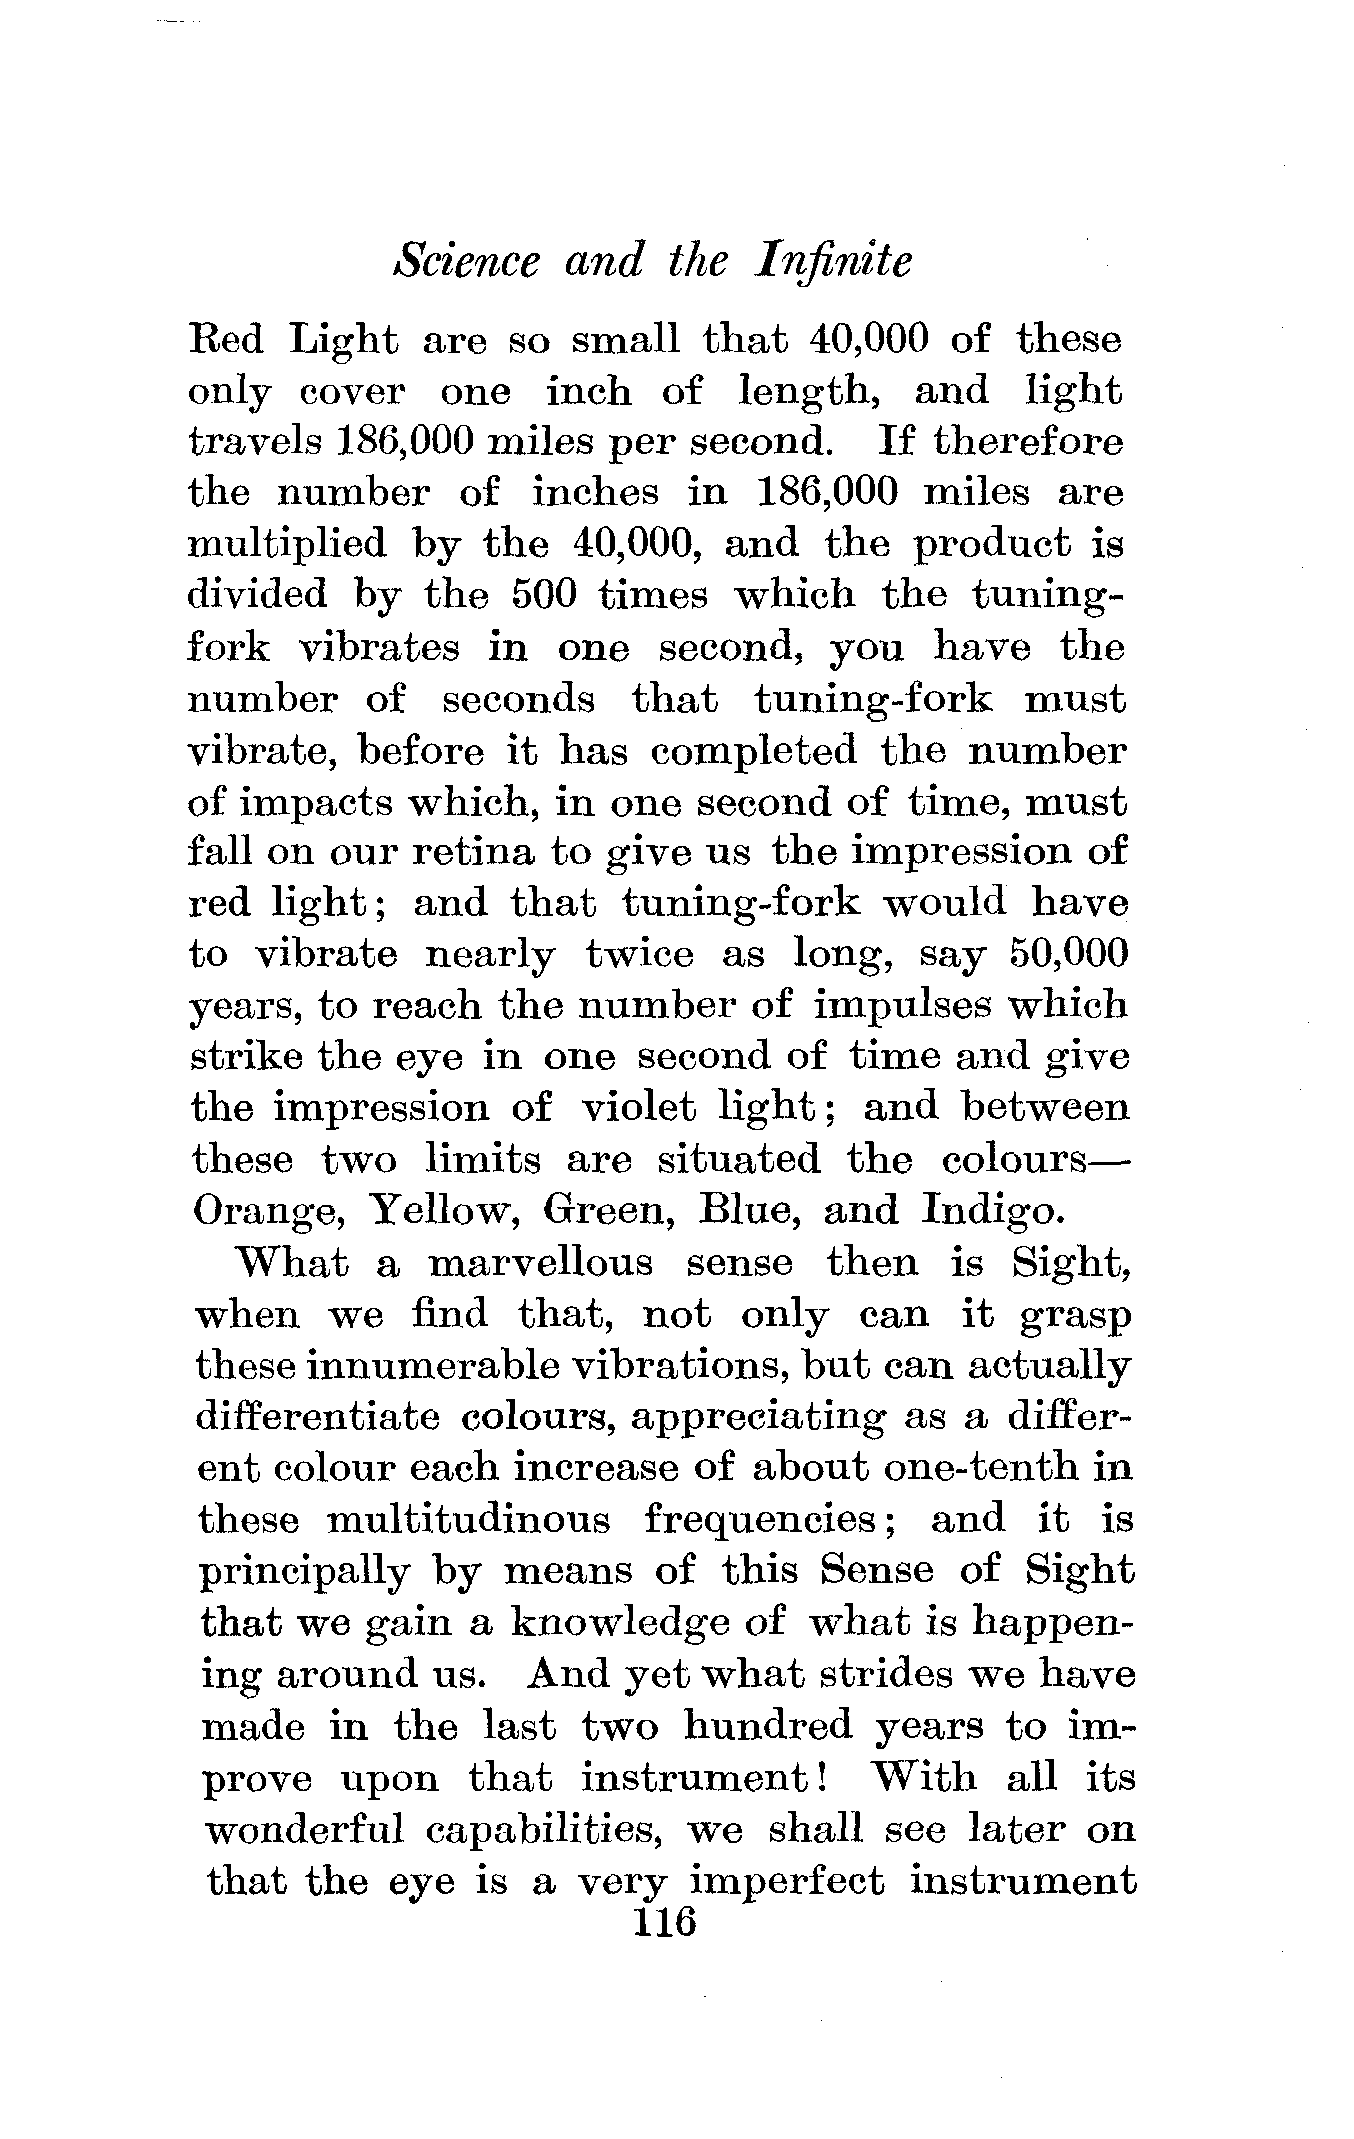 Science and the Infinite
Red Light are so small that 40,000 of these
only cover one inch of length, and light
travels 186,000 miles per second. If therefore
the number of inches in 186,000 miles are
multiplied by the 40,000, and the product is
divided by the 500 times which the tuning-
fork vibrates in one second, you have the
number of seconds that tuning-fork must
vibrate, before it has completed the number
of impacts which, in one second of time, must
fall on our retina to give us the impression of
red light; and that tuning-fork would have
to vibrate nearly twice as long, say 50,000
years, to reach the number of impulses which
strike the eye in one second of time and give
the impression of violet light; and between
these two limits are situated the colours—
Orange, Yellow, Green, Blue, and Indigo.
What a marvellous sense then is Sight,
when we find that, not only can it grasp
these innumerable vibrations, but can actually
differentiate colours, appreciating as a differ-
ent colour each increase of about one-tenth in
these multitudinous frequencies; and it is
principally by means of this Sense of Sight
that we gain a knowledge of what is happen-
ing around us. And yet what strides we have
made in the last two hundred years to im-
prove upon that instrument! With all its
wonderful capabilities, we shall see later on
that the eye is a very imperfect instrument
116